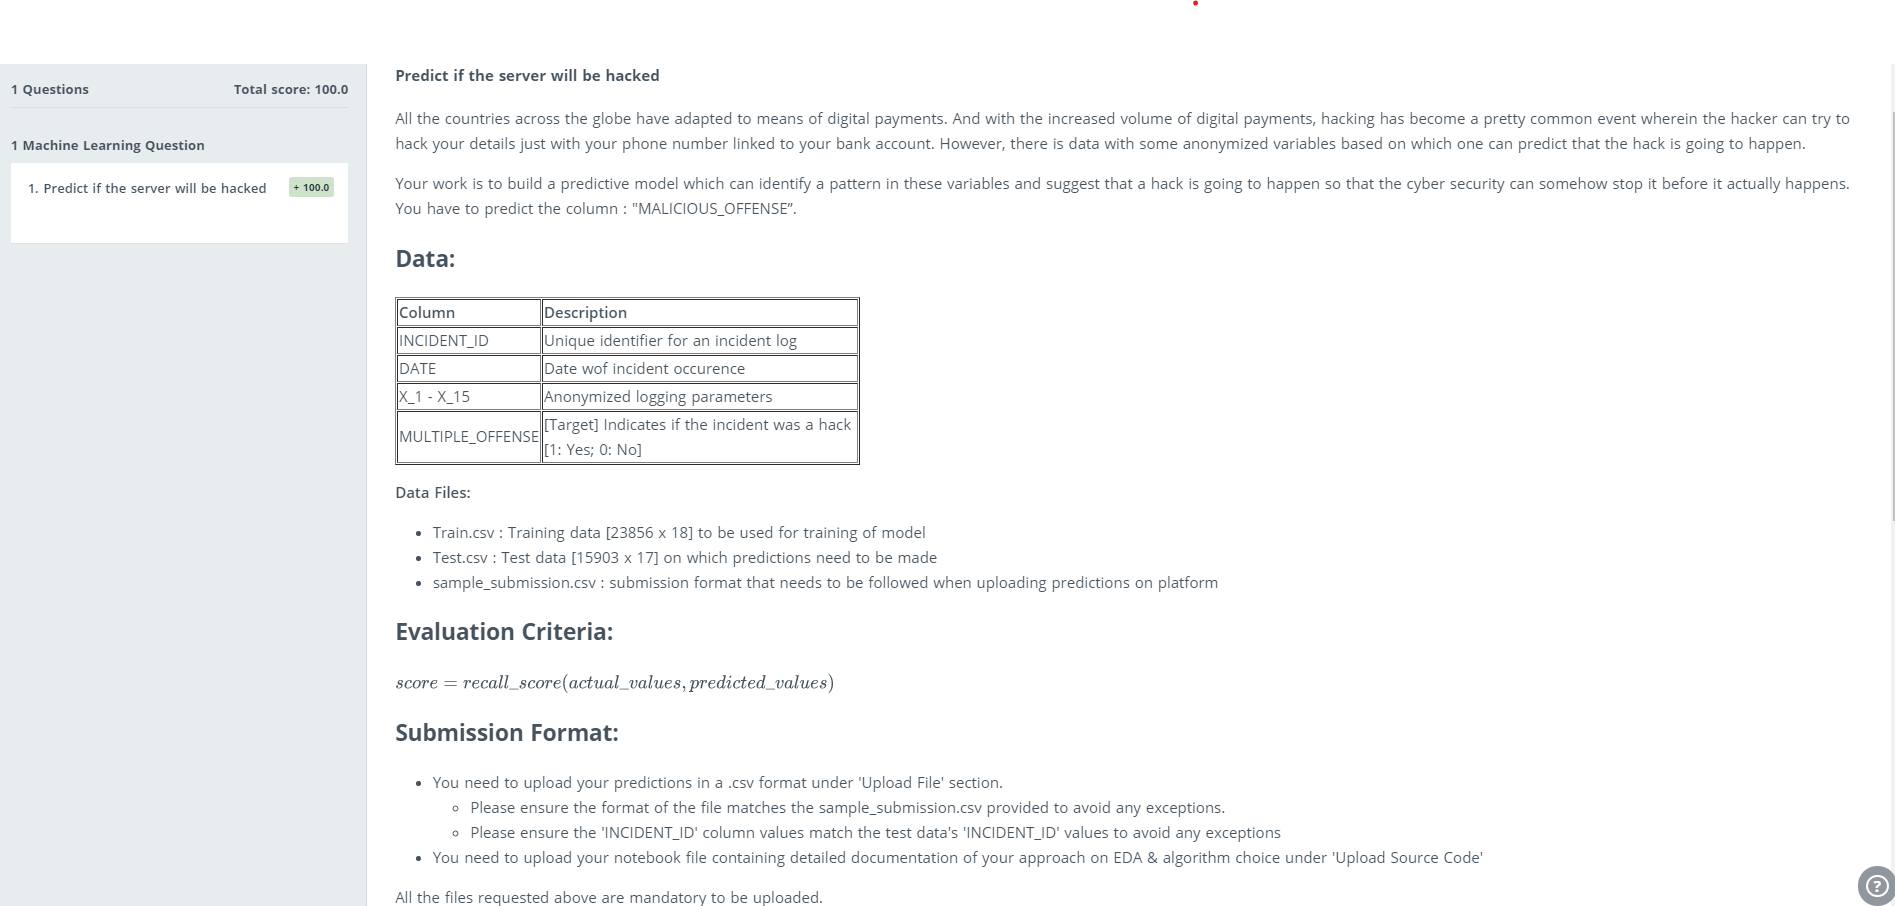 1 Questions
Total score: 100.0
1 Machine Learning Question
1. Predict if the server will be hacked
+ 100.0
Predict if the server will be hacked
All the countries across the globe have adapted to means of digital payments. And with the increased volume of digital payments, hacking has become a pretty common event wherein the hacker can try to
hack your details just with your phone number linked to your bank account. However, there is data with some anonymized variables based on which one can predict that the hack is going to happen.
Your work is to build a predictive model which can identify a pattern in these variables and suggest that a hack is going to happen so that the cyber security can somehow stop it before it actually happens.
You have to predict the column : "MALICIOUS_OFFENSE”.
Data:
Column Description
INCIDENT_ID Unique identifier for an incident log
DATE Date wof incident occurence
X_1 - X_15 Anonymized logging parameters
MULTIPLE_OFFENSE [Target] Indicates if the incident was a hack
[1: Yes; 0: No]
Data Files:
• Train.csv : Training data [23856 x 18] to be used for training of model
• Test.csv : Test data [15903 x 17] on which predictions need to be made
• sample_submission.csv : submission format that needs to be followed when uploading predictions on platform
Evaluation Criteria:
score = recall_score(actual_values, predicted_values)
Submission Format:
• You need to upload your predictions in a .csv format under 'Upload File' section.
◦ Please ensure the format of the file matches the sample_submission.csv provided to avoid any exceptions.
◦ Please ensure the 'INCIDENT_ID' column values match the test data's 'INCIDENT_ID' values to avoid any exceptions
• You need to upload your notebook file containing detailed documentation of your approach on EDA & algorithm choice under 'Upload Source Code'
All the files requested above are mandatory to be uploaded.
?